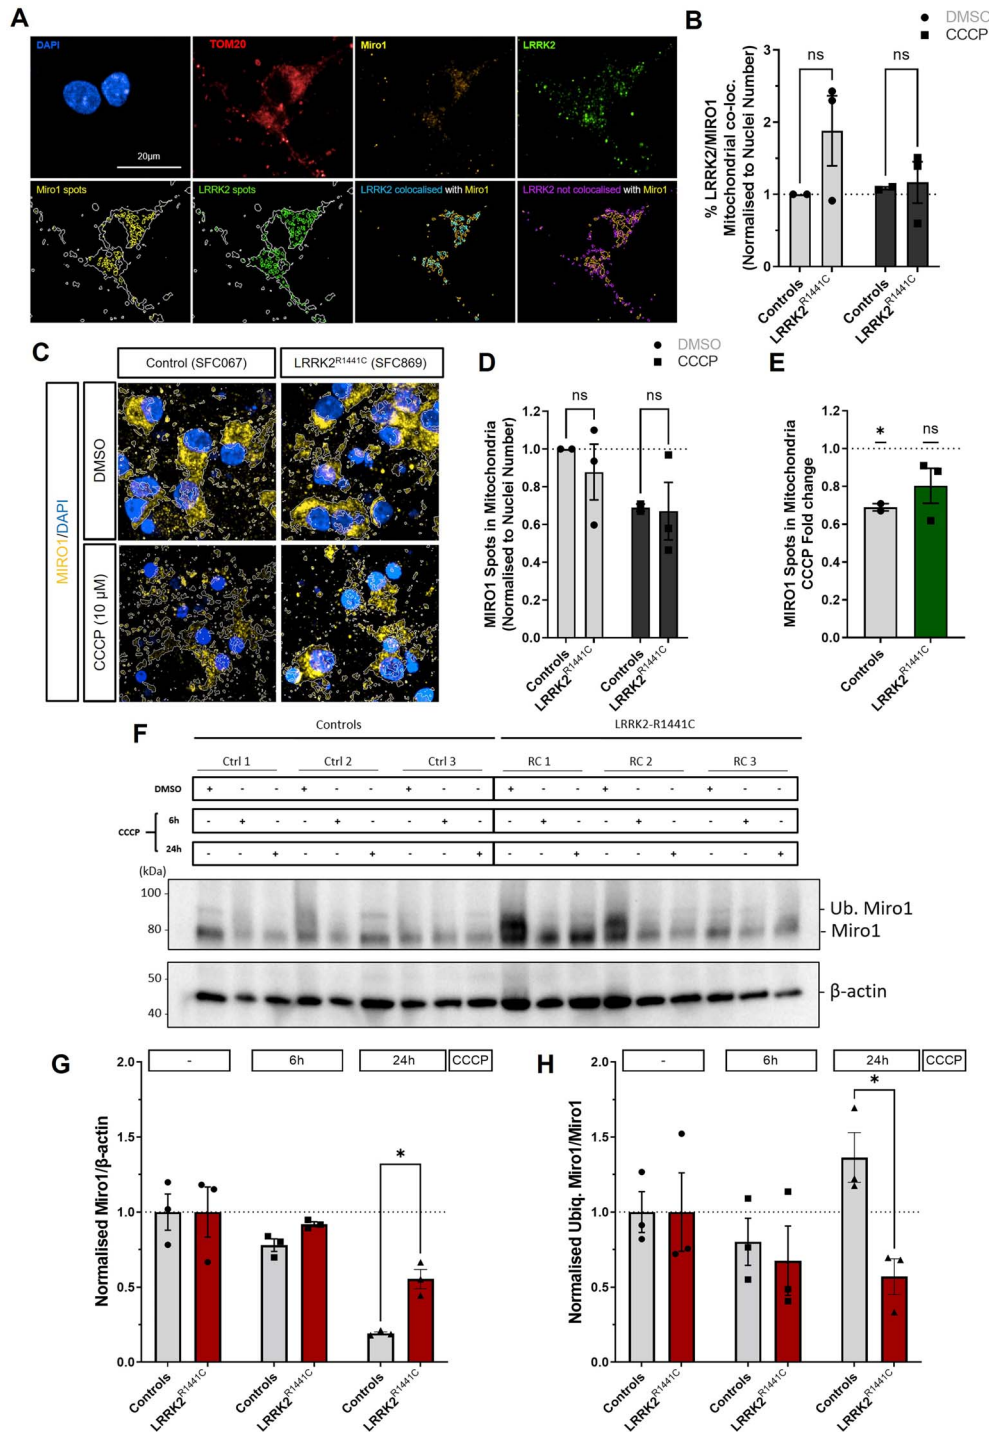 A
DAPI
TOM20
Miro1
LRRK2
20µm
Miro1 spots
LRRK2 spots
LRRK2 colocalised with Miro1
LRRK2 not colocalised with Miro1
B
DMSO
CCCP
% LRRK2/MIRO1
Mitochondrial co-loc.
(Normalised to Nuclei Number)
3
2
1
0
ns
ns
Controls
LRRK2R1441C
Controls
LRRK2R1441C
C
Control (SFC067)
LRRK2R1441C (SFC869)
MIRO1/DAPI
DMSO
CCCP (10 µM)
D
DMSO
CCCP
MIRO1 Spots in Mitochondria
(Normalised to Nuclei Number)
1.2
1.0
0.8
0.6
0.4
0.2
0.0
ns
ns
Controls
LRRK2R1441C
Controls
LRRK2R1441C
E
MIRO1 Spots in Mitochondria
CCCP Fold change
1.2
1.0
0.8
0.6
0.4
0.2
0.0
*
ns
Controls
LRRK2R1441C
F
Controls
LRRK2-R1441C
Ctrl 1
Ctrl 2
Ctrl 3
RC 1
RC 2
RC 3
DMSO + - - + - - + - - + - - + - - + - -
CCCP
6h - + - - + - - + - - + - - + - - + -
24h - - + - - + - - + - - + - - + - - +
(kDa)
100
80
Ub. Miro1
Miro1
50
40
β-actin
G
- 6h 24h CCCP
Normalised Miro1/β-actin
2.0
1.5
1.0
0.5
0.0
*
Controls
LRRK2R1441C
Controls
LRRK2R1441C
Controls
LRRK2R1441C
H
- 6h 24h CCCP
Normalised Ubiq. Miro1/Miro1
2.0
1.5
1.0
0.5
0.0
*
Controls
LRRK2R1441C
Controls
LRRK2R1441C
Controls
LRRK2R1441C